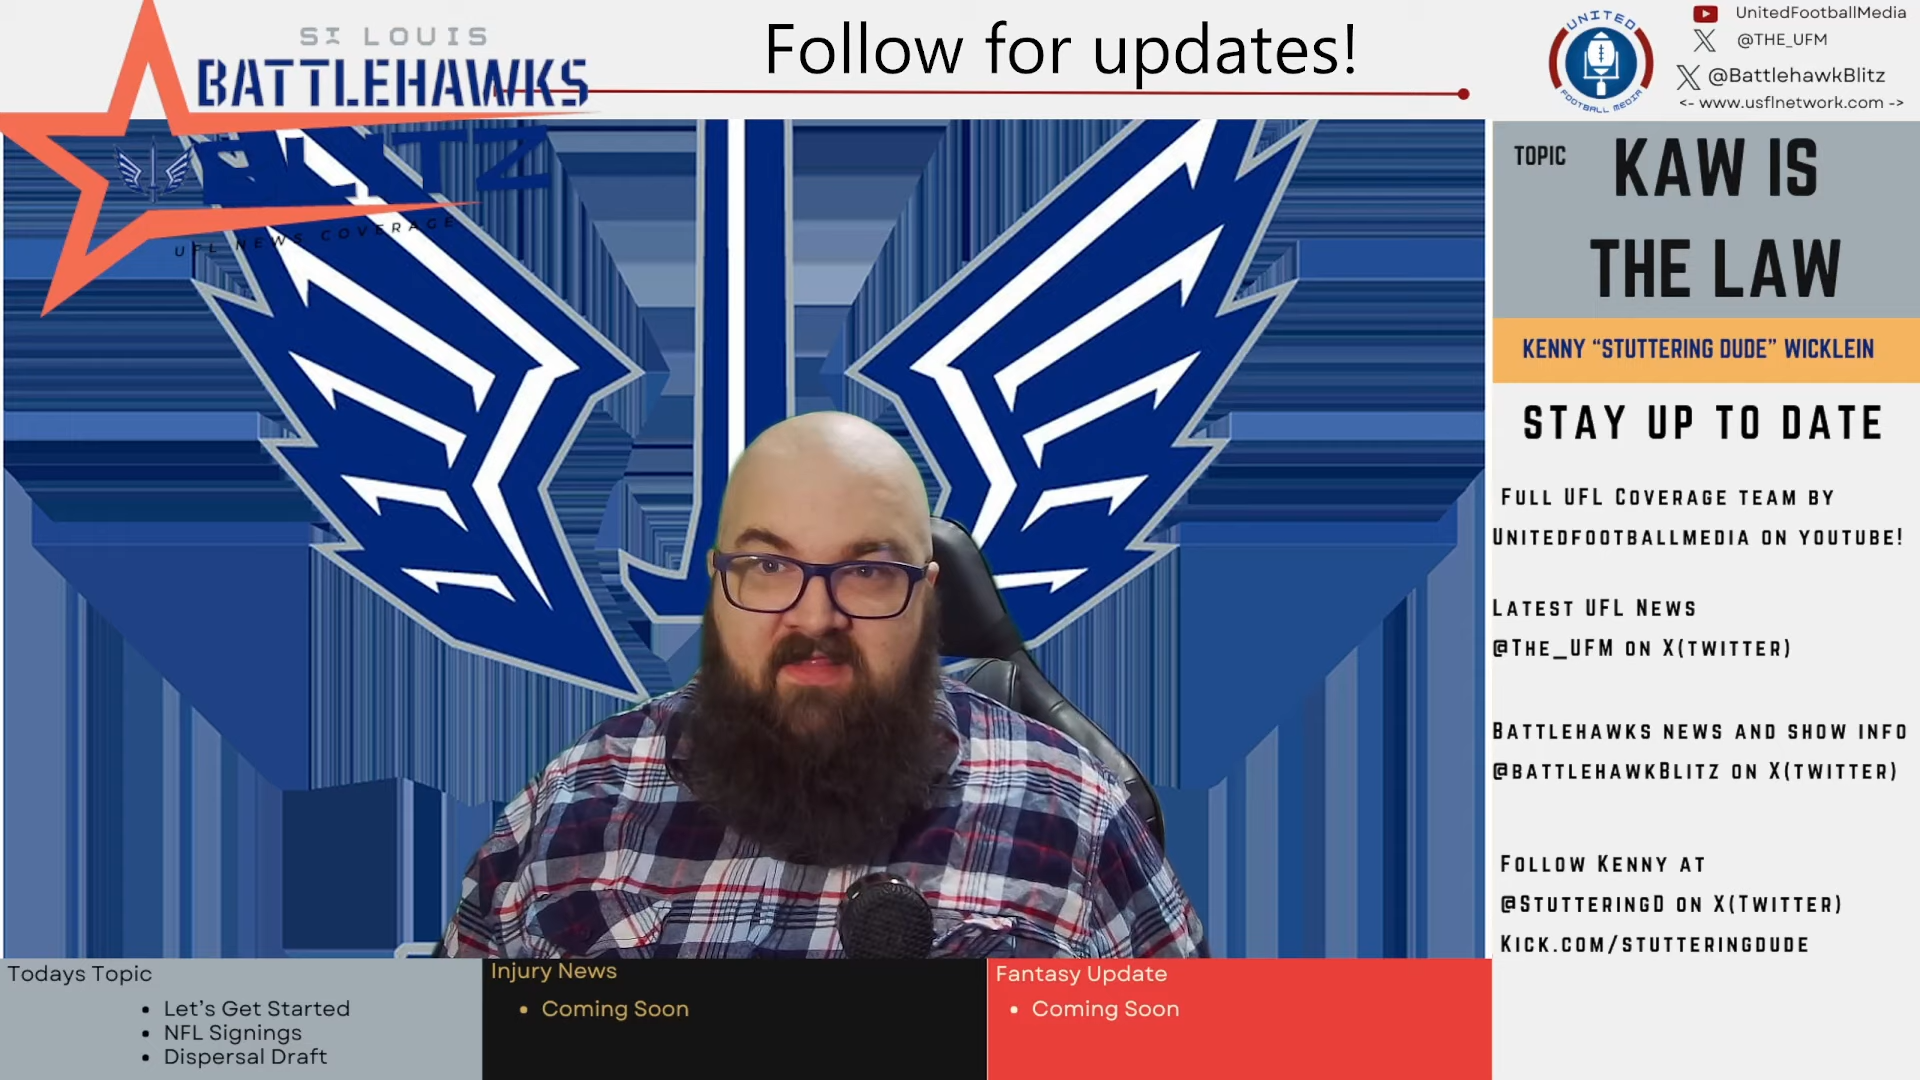 ST LOUIS
BATTLEHAWKS
BLITZ
UFL NEWS COVERAGE
Follow for updates!
UNITED
FOOTBALL MEDIA
UnitedFootballMedia
@THE_UFM
@BattlehawkBlitz
<- www.usflnetwork.com ->
TOPIC
KAW IS
THE LAW
KENNY “STUTTERING DUDE” WICKLEIN
STAY UP TO DATE
FULL UFL COVERAGE TEAM BY
UNITEDFOOTBALLMEDIA ON YOUTUBE!
LATEST UFL NEWS
@THE_UFM ON X(TWITTER)
BATTLEHAWKS NEWS AND SHOW INFO
@BATTLEHAWKBLITZ ON X(TWITTER)
FOLLOW KENNY AT
@STUTTERINGD ON X(TWITTER)
KICK.COM/STUTTERINGDUDE
Todays Topic
• Let’s Get Started
• NFL Signings
• Dispersal Draft
Injury News
• Coming Soon
Fantasy Update
• Coming Soon